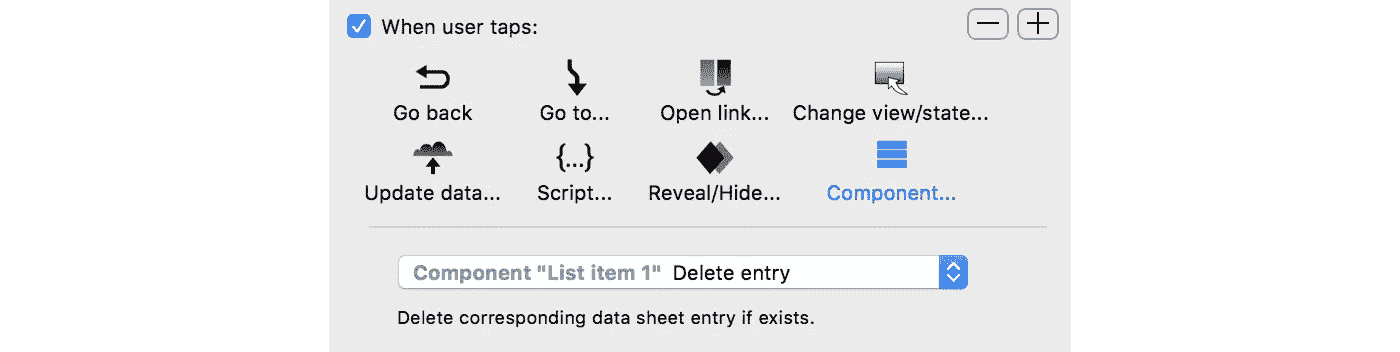 When user taps:
Go back Go to... Open link... Change view/state...
{...}
Update data... Script... Reveal/Hide... Component...
Component "List item 1" Delete entry
Delete corresponding data sheet entry if exists.